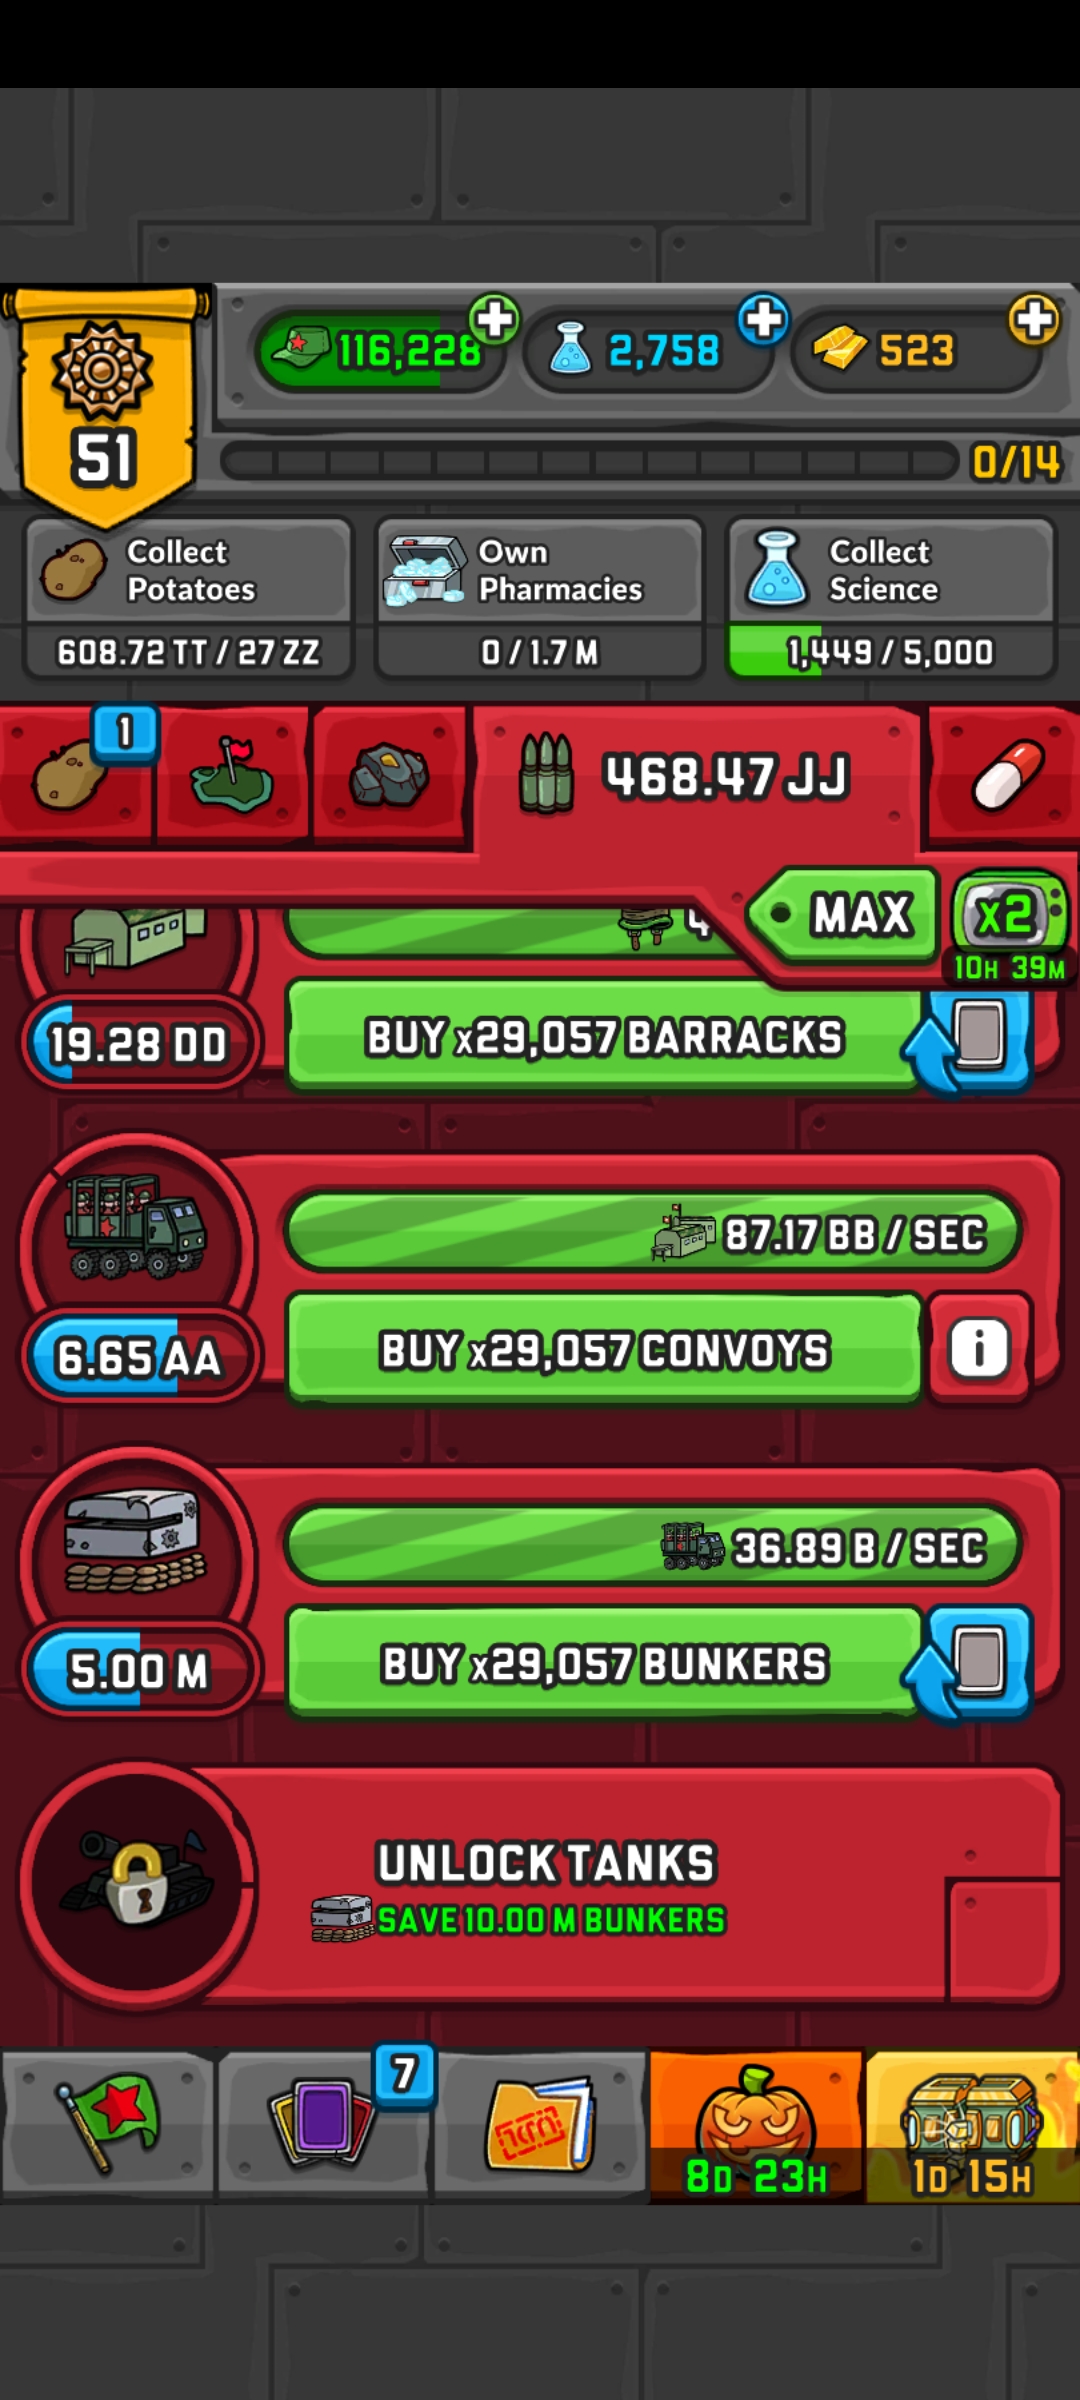 116,228
2,758
523
51
0/14
Collect
Potatoes
608.72 TT / 27 ZZ
Own
Pharmacies
0 / 1.7 M
Collect
Science
1,449 / 5,000
1
468.47 JJ
MAX
x2
10H 39M
19.28 DD
BUY x29,057 BARRACKS
87.17 BB / SEC
6.65 AA
BUY x29,057 CONVOYS
i
36.89 B / SEC
5.00 M
BUY x29,057 BUNKERS
UNLOCK TANKS
SAVE 10.00 M BUNKERS
7
8D 23H
1D 15H